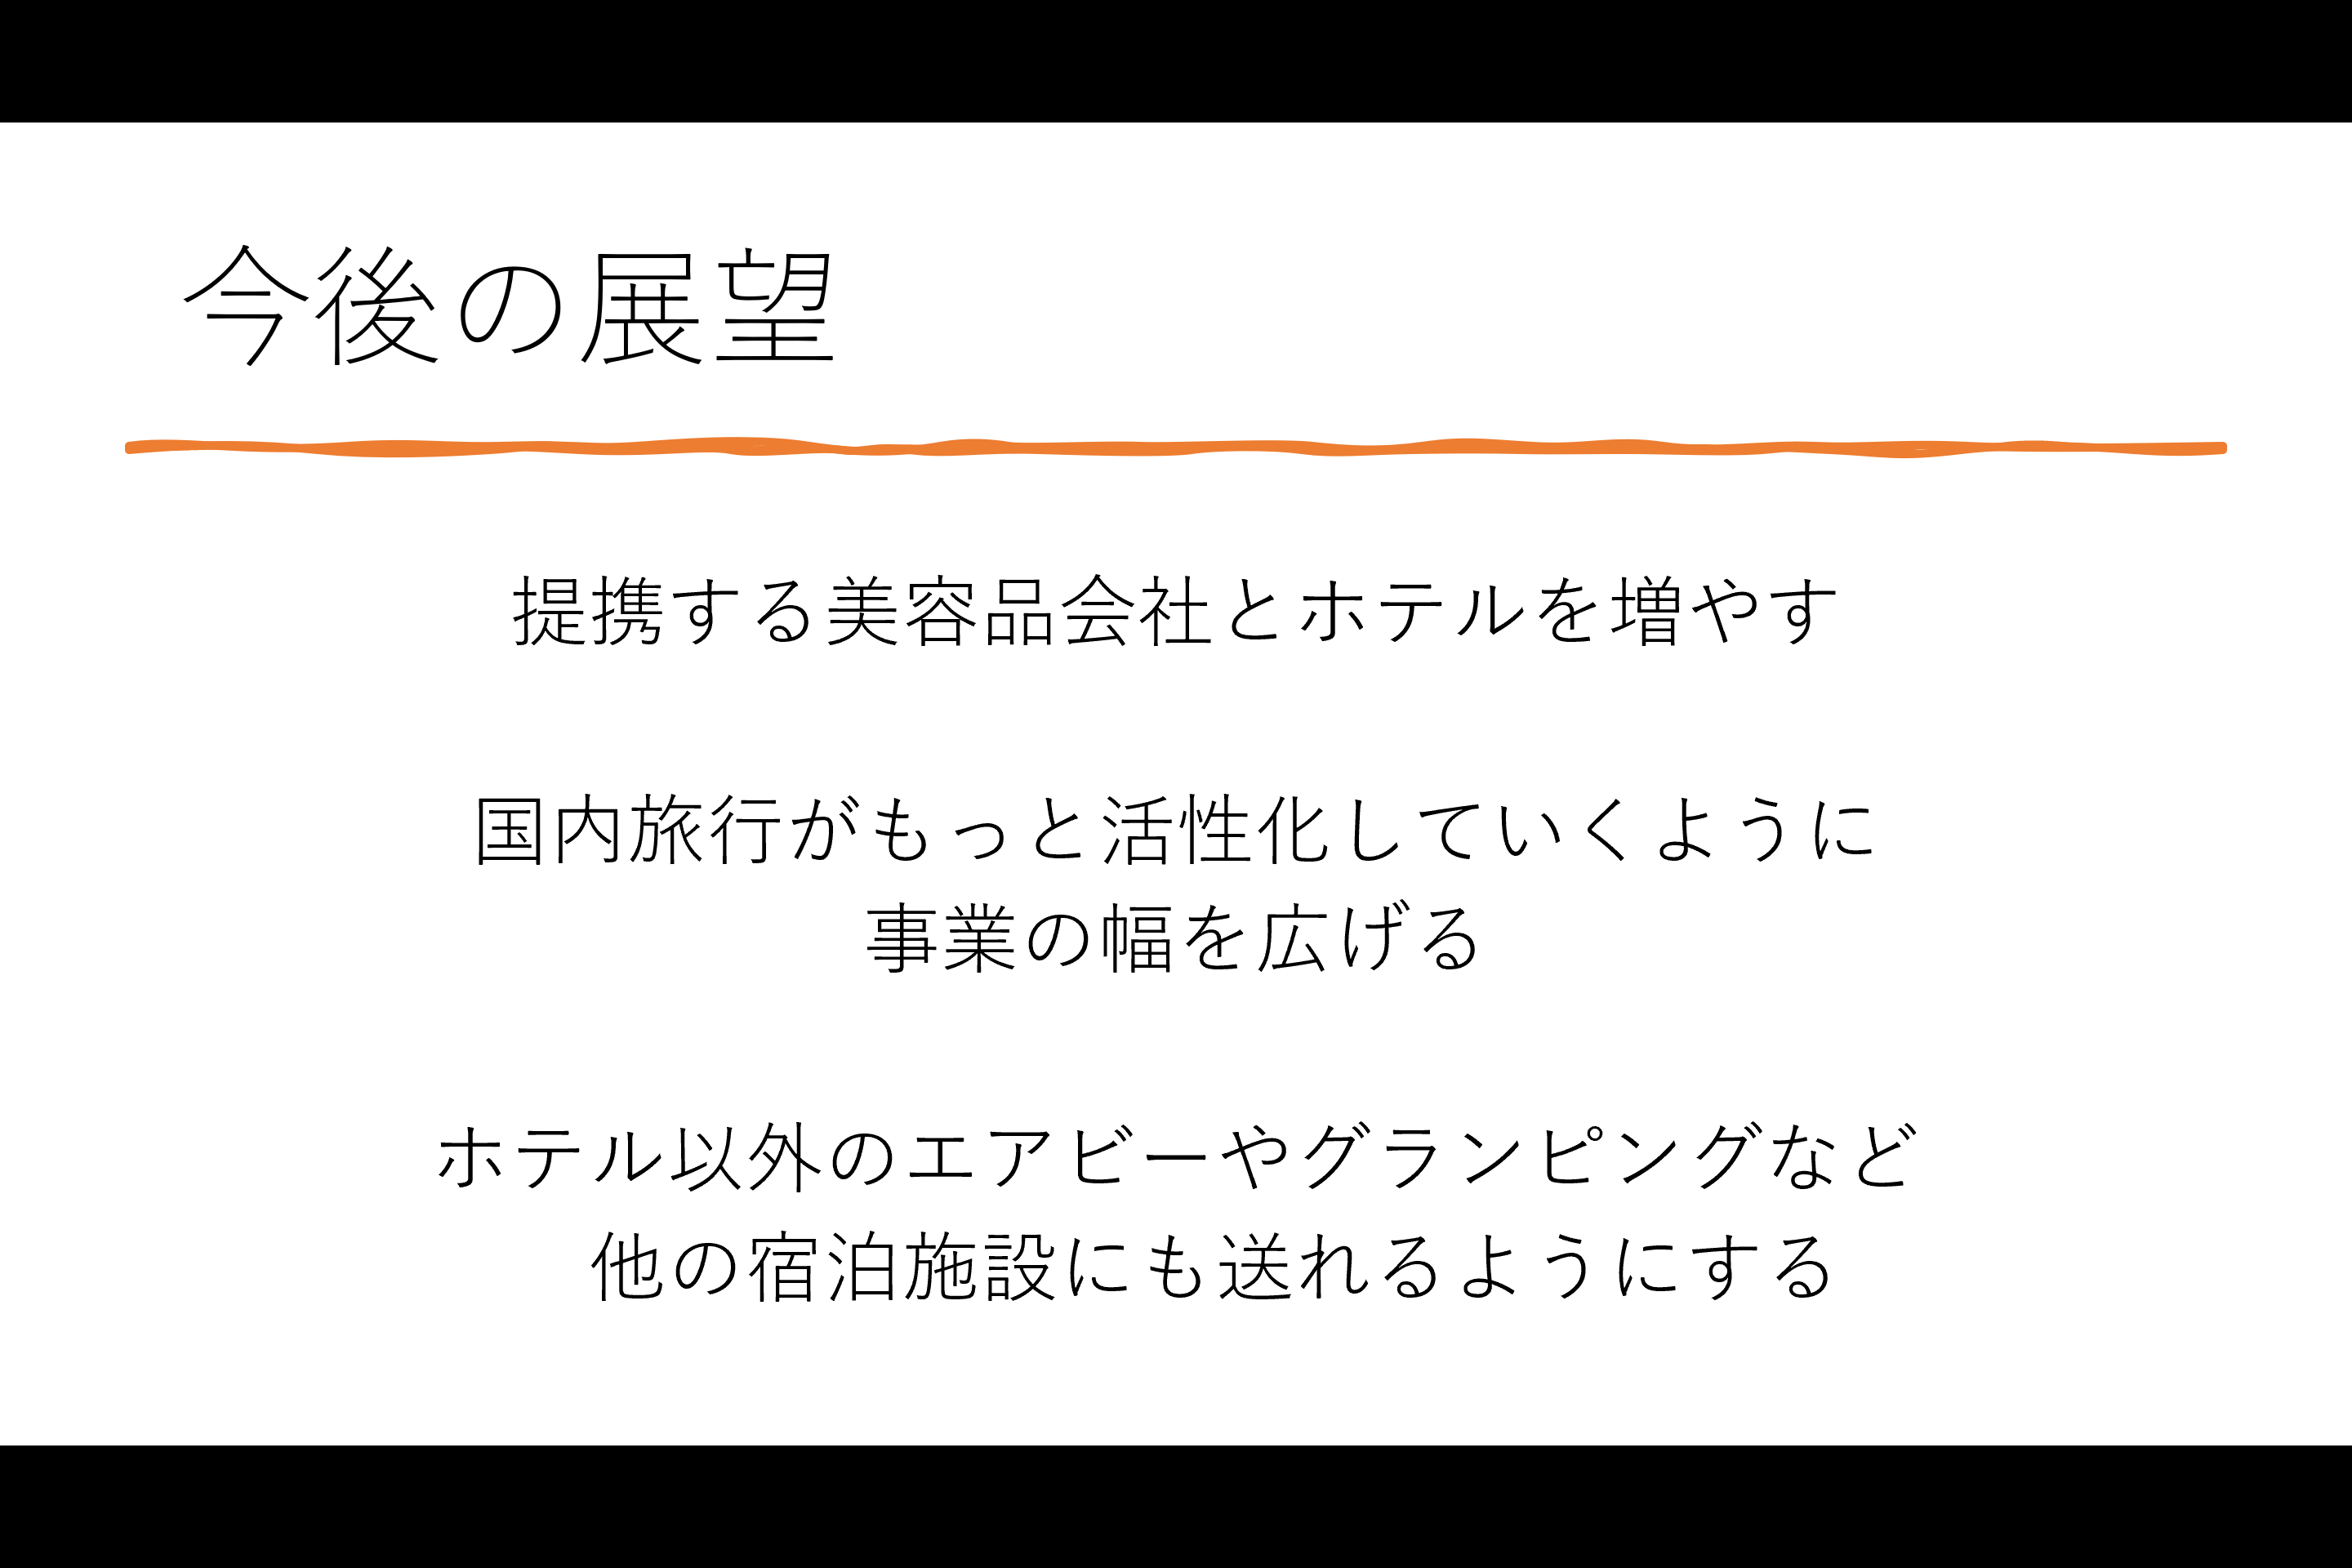 今後の展望
提携する美容品会社とホテルを増やす
国内旅行がもっと活性化していくように
事業の幅を広げる
ホテル以外のエアビーやグランピングなど
他の宿泊施設にも送れるようにする